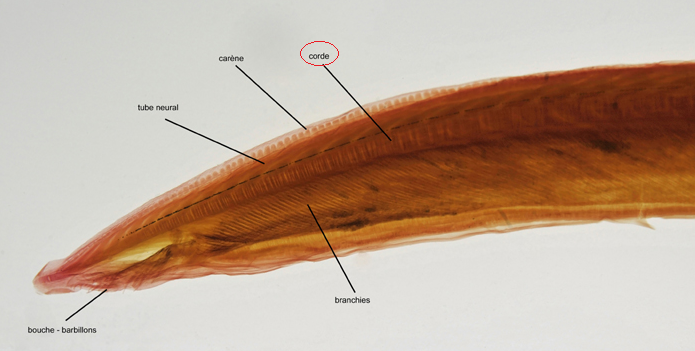 corde
carène
tube neural
branchies
bouche - barbillons